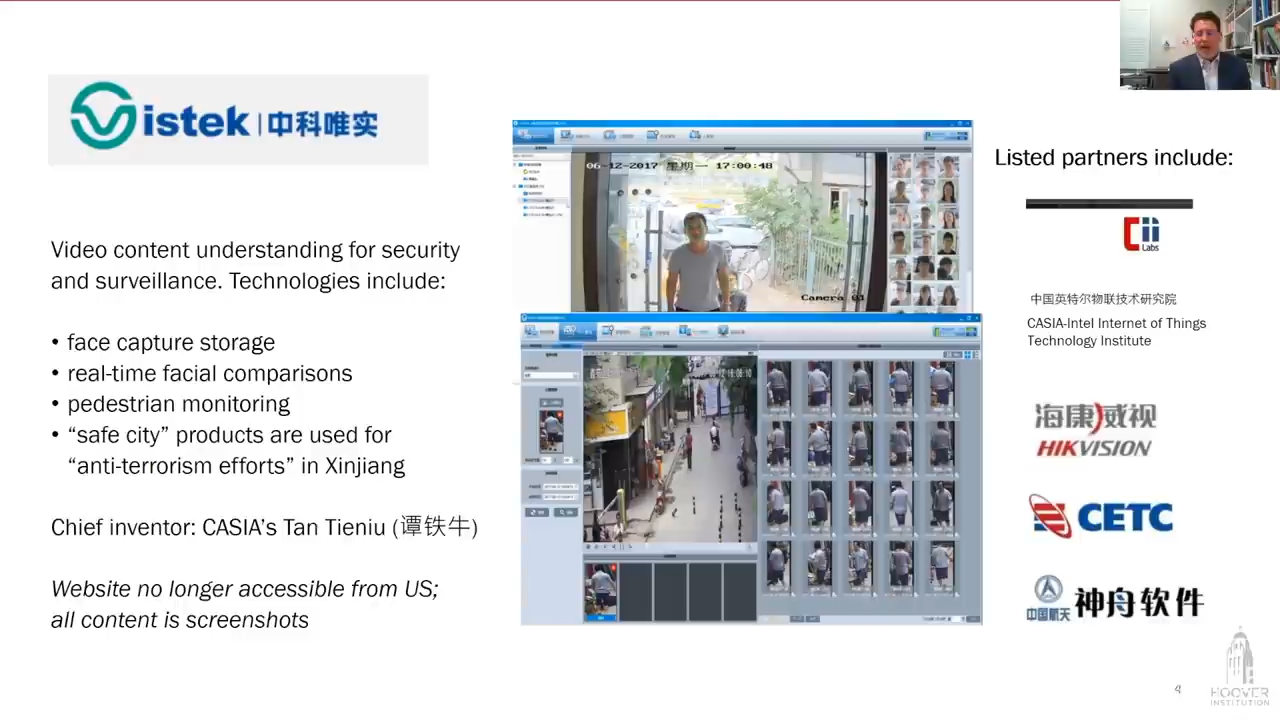 Vistek | 中科唯实
Video content understanding for security
and surveillance. Technologies include:
• face capture storage
• real-time facial comparisons
• pedestrian monitoring
• “safe city” products are used for
“anti-terrorism efforts” in Xinjiang
Chief inventor: CASIA’s Tan Tieniu (谭铁牛)
Website no longer accessible from US;
all content is screenshots
06-12-2017 星期一 17:00:48
Camera 01
Listed partners include:
Cii
Labs
中国英特尔物联技术研究院
CASIA-Intel Internet of Things
Technology Institute
海康威视
HIKVISION
CETC
中国航天 神舟软件
HOOVER
INSTITUTION